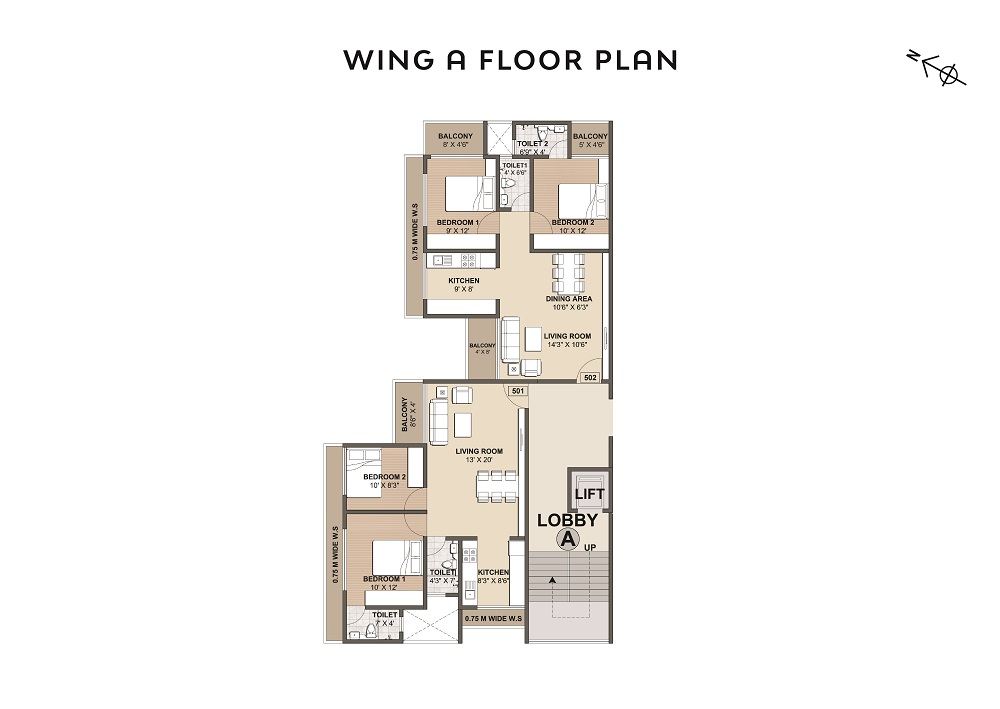 WING A FLOOR PLAN
N
BALCONY
8' X 4'6"
TOILET 2
6'9" X 4'
BALCONY
5' X 4'6"
TOILET1
4' X 6'6"
BEDROOM 1
9' X 12'
BEDROOM 2
10' X 12'
0.75 M WIDE W.S
KITCHEN
9' X 8'
DINING AREA
10'6" X 6'3"
LIVING ROOM
14'3" X 10'6"
BALCONY
4' X 8'
502
501
BALCONY
8'6" X 4'
LIVING ROOM
13' X 20'
BEDROOM 2
10' X 8'3"
LIFT
LOBBY
A
UP
0.75 M WIDE W.S
BEDROOM 1
10' X 12'
TOILET
4'3" X 7'
KITCHEN
8'3" X 8'6"
TOILET
7' X 4'
0.75 M WIDE W.S